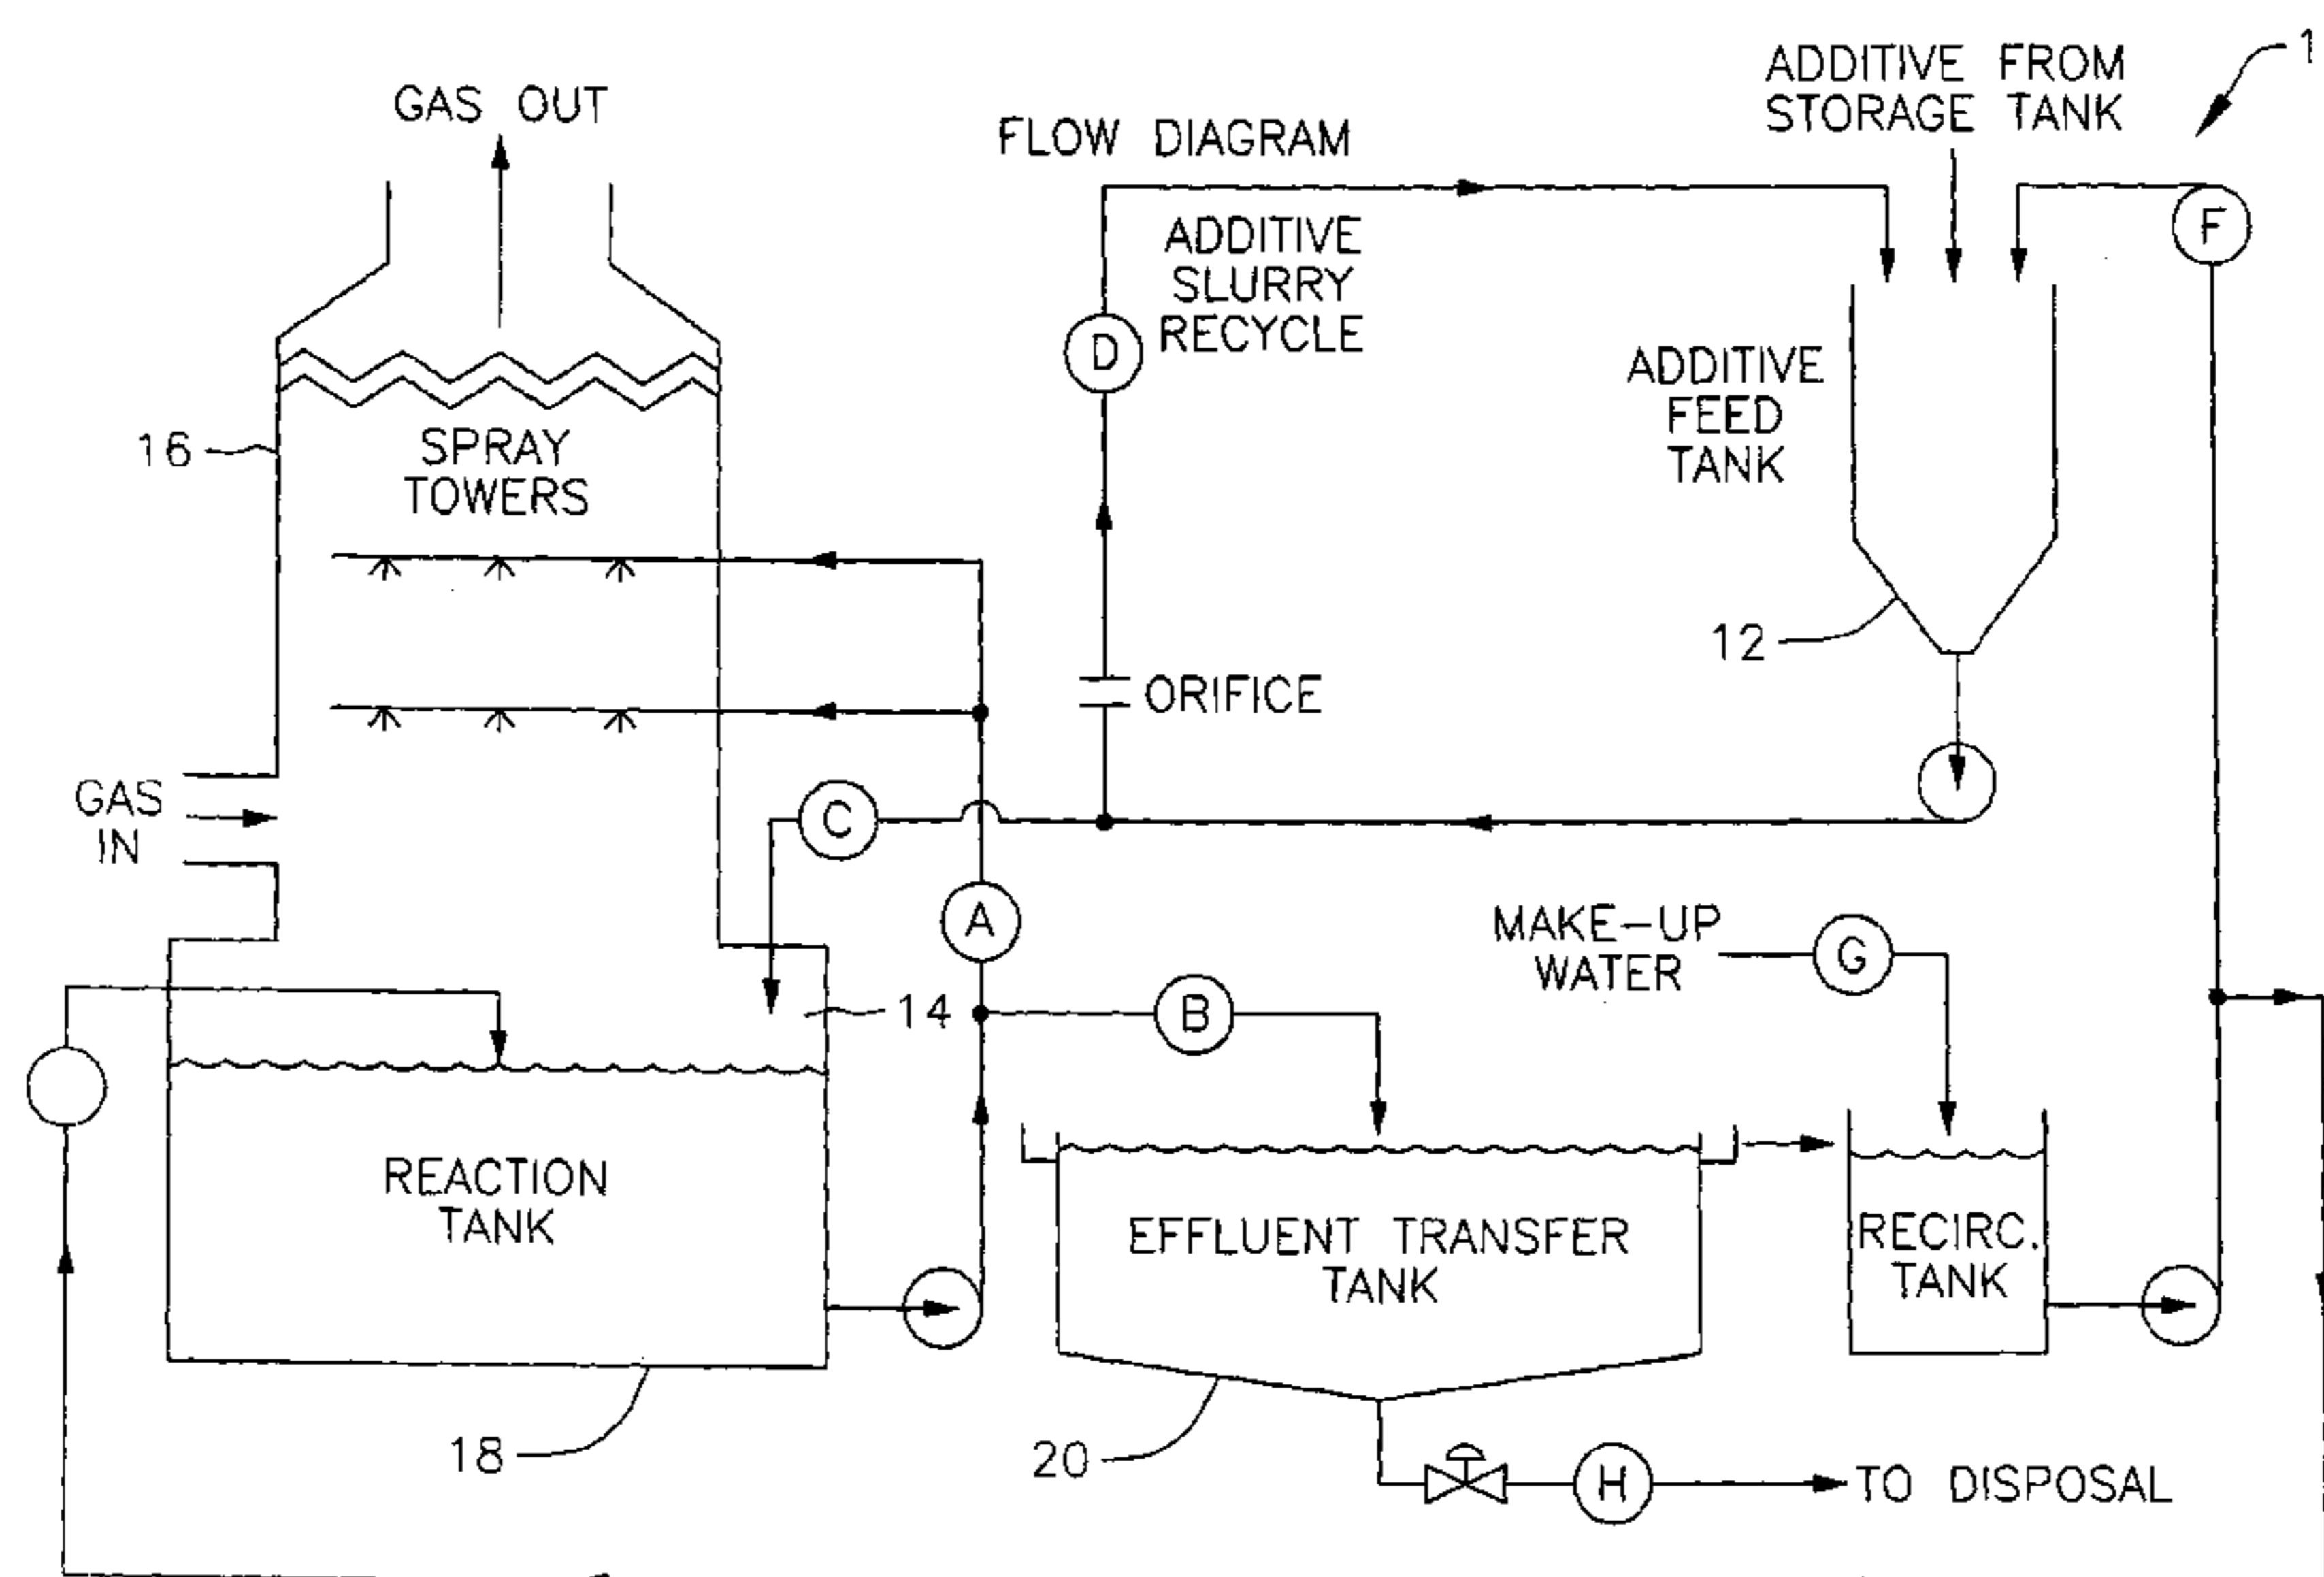 GAS OUT
FLOW DIAGRAM
ADDITIVE FROM
STORAGE TANK
1
F
ADDITIVE
SLURRY
RECYCLE
D
ADDITIVE
FEED
TANK
16
SPRAY
TOWERS
12
ORIFICE
GAS
IN
C
A
MAKE-UP
WATER
G
14
B
REACTION
TANK
EFFLUENT TRANSFER
TANK
RECIRC.
TANK
18
20
H
TO DISPOSAL